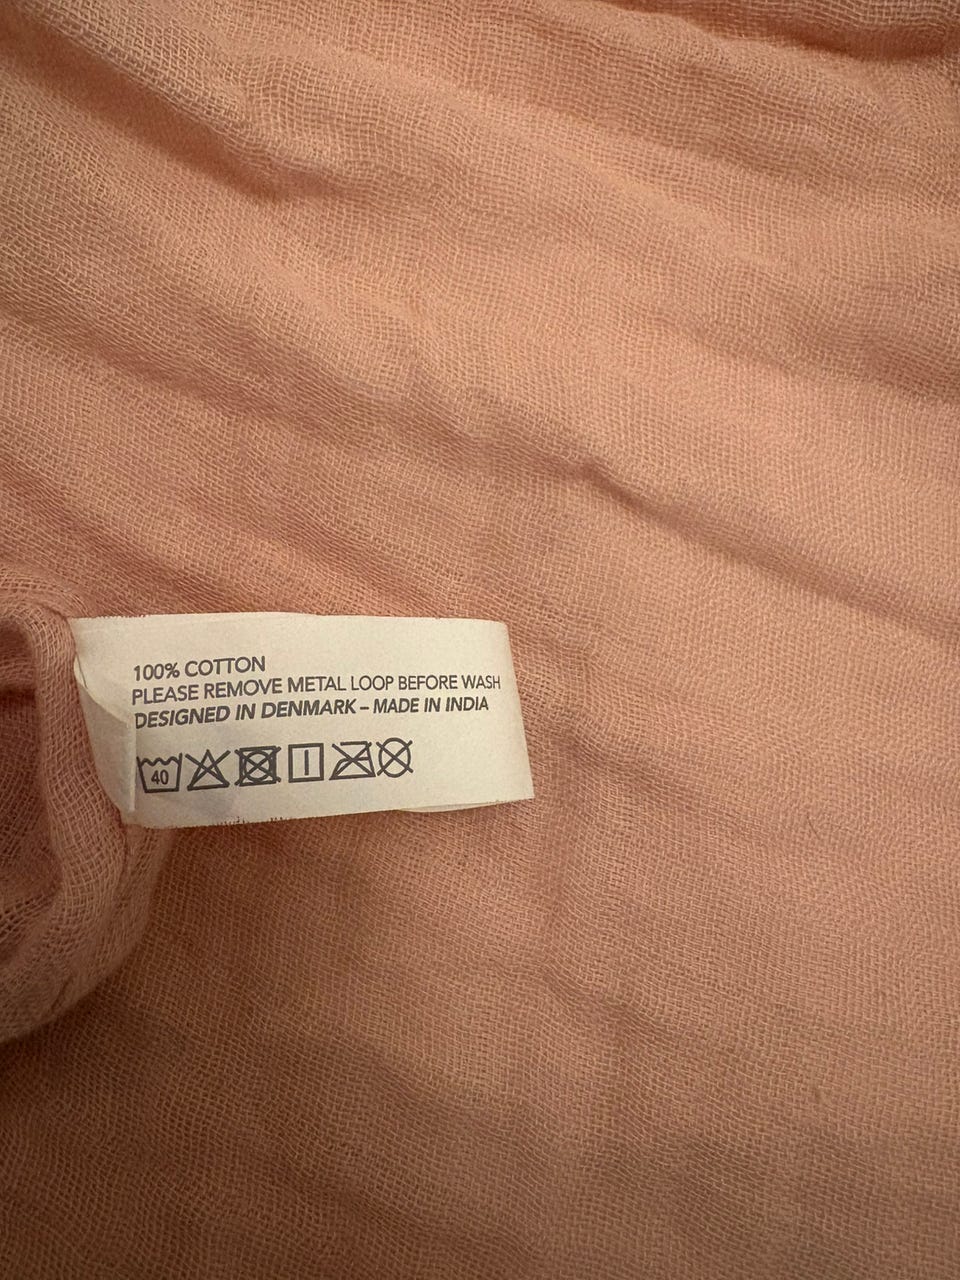 100% COTTON
PLEASE REMOVE METAL LOOP BEFORE WASH
DESIGNED IN DENMARK – MADE IN INDIA
40